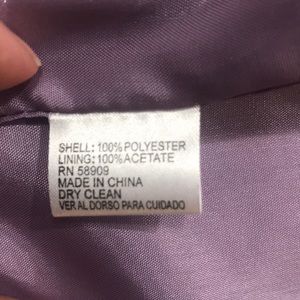 SHELL: 100% POLYESTER
LINING: 100% ACETATE
RN 58909
MADE IN CHINA
DRY CLEAN
VER AL DORSO PARA CUIDADO